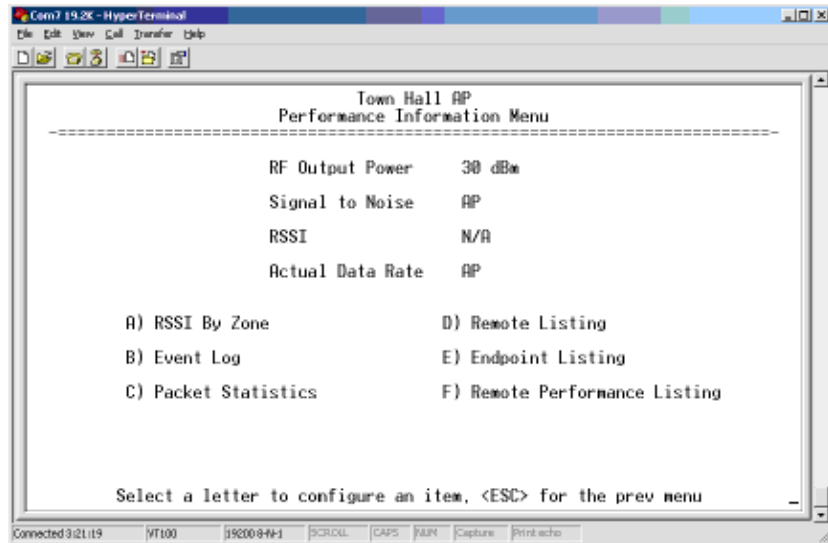 Com7 19.2K - HyperTerminal
File Edit View Call Transfer Help
Town Hall AP
Performance Information Menu
RF Output Power 30 dBm
Signal to Noise AP
RSSI N/A
Actual Data Rate AP
A) RSSI By Zone D) Remote Listing
B) Event Log E) Endpoint Listing
C) Packet Statistics F) Remote Performance Listing
Select a letter to configure an item, <ESC> for the prev menu
Connected 3:21:19 VT100 19200 8-N-1 SCROLL CAPS NUM Capture Print echo